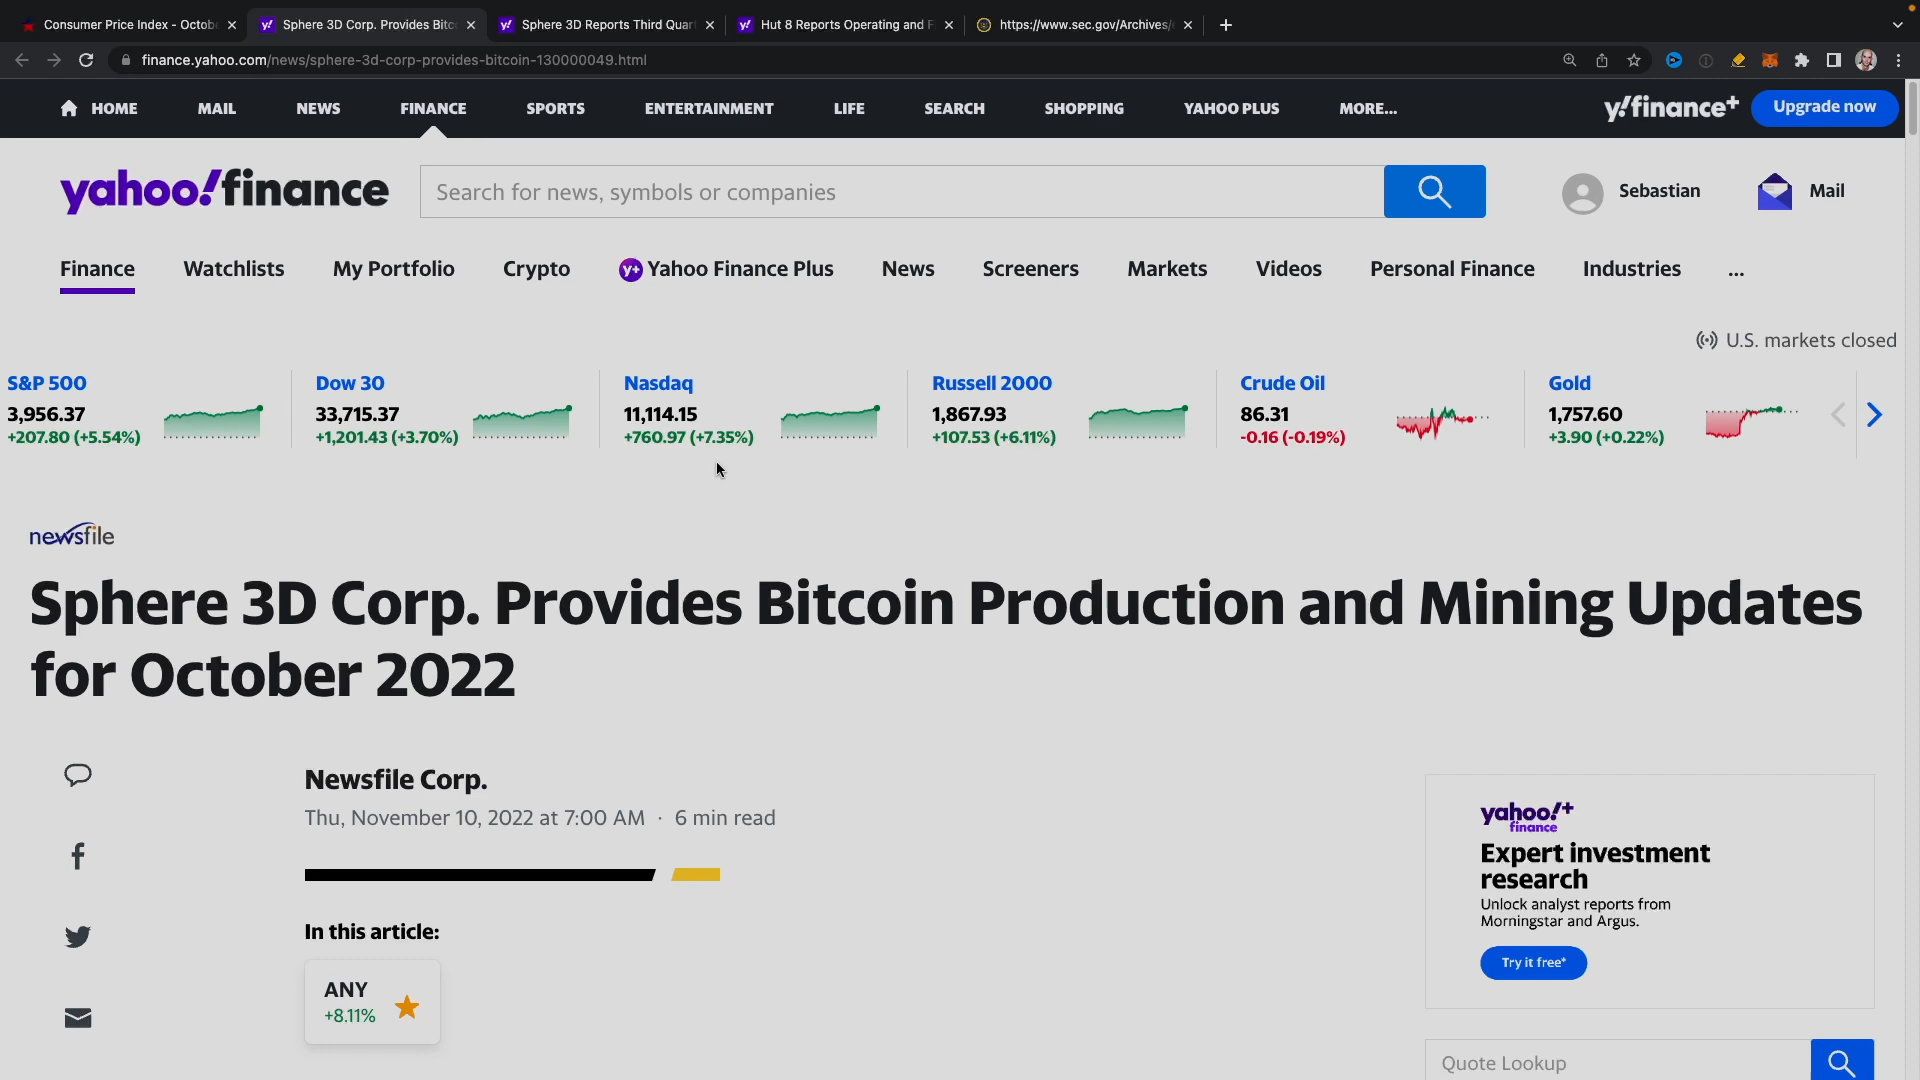 Consumer Price Index - Octob
Sphere 3D Corp. Provides Bitc
Sphere 3D Reports Third Quar
Hut 8 Reports Operating and F
https://www.sec.gov/Archives/
finance.yahoo.com/news/sphere-3d-corp-provides-bitcoin-130000049.html
HOME MAIL NEWS FINANCE SPORTS ENTERTAINMENT LIFE SEARCH SHOPPING YAHOO PLUS MORE...
y!finance+
Upgrade now
yahoo!finance
Search for news, symbols or companies
Sebastian
Mail
Finance Watchlists My Portfolio Crypto y+ Yahoo Finance Plus News Screeners Markets Videos Personal Finance Industries ...
U.S. markets closed
S&P 500
3,956.37
+207.80 (+5.54%)
Dow 30
33,715.37
+1,201.43 (+3.70%)
Nasdaq
11,114.15
+760.97 (+7.35%)
Russell 2000
1,867.93
+107.53 (+6.11%)
Crude Oil
86.31
-0.16 (-0.19%)
Gold
1,757.60
+3.90 (+0.22%)
newsfile
Sphere 3D Corp. Provides Bitcoin Production and Mining Updates
for October 2022
Newsfile Corp.
Thu, November 10, 2022 at 7:00 AM · 6 min read
In this article:
ANY
+8.11%
yahoo!+
finance
Expert investment
research
Unlock analyst reports from
Morningstar and Argus.
Try it free*
Quote Lookup